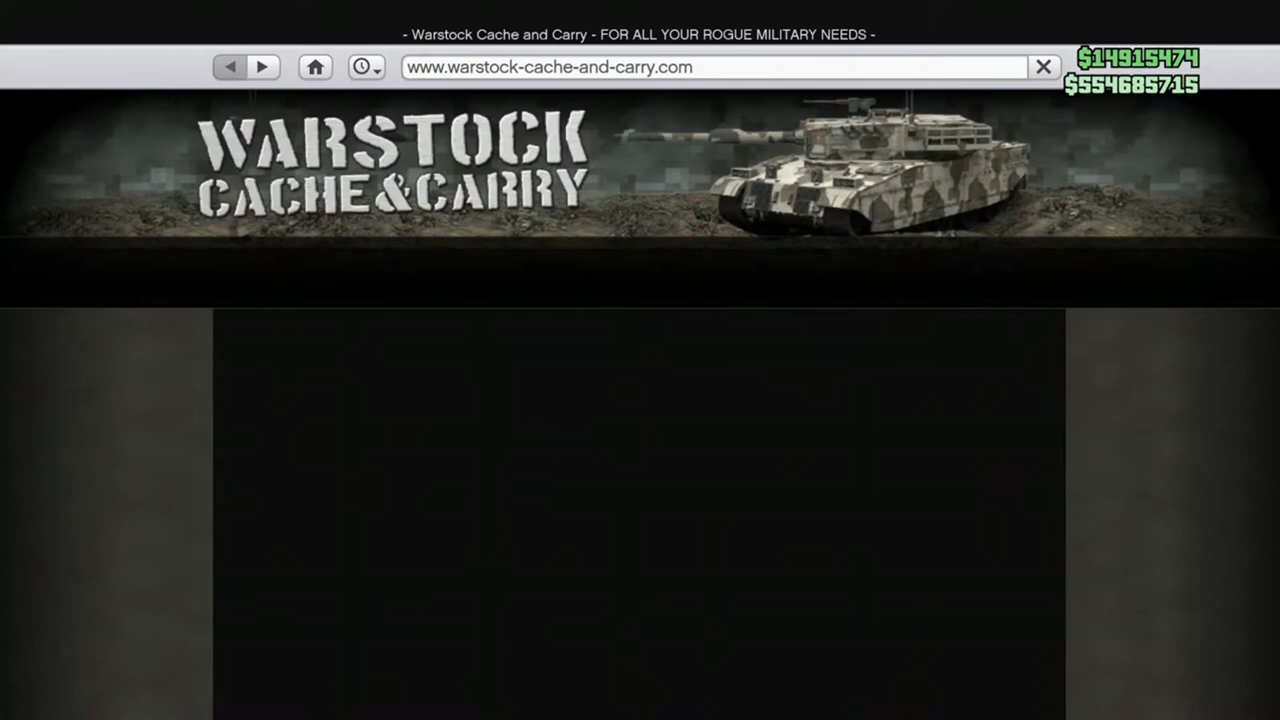 - Warstock Cache and Carry - FOR ALL YOUR ROGUE MILITARY NEEDS -
www.warstock-cache-and-carry.com
$14915474
$554685715
WARSTOCK
CACHE&CARRY